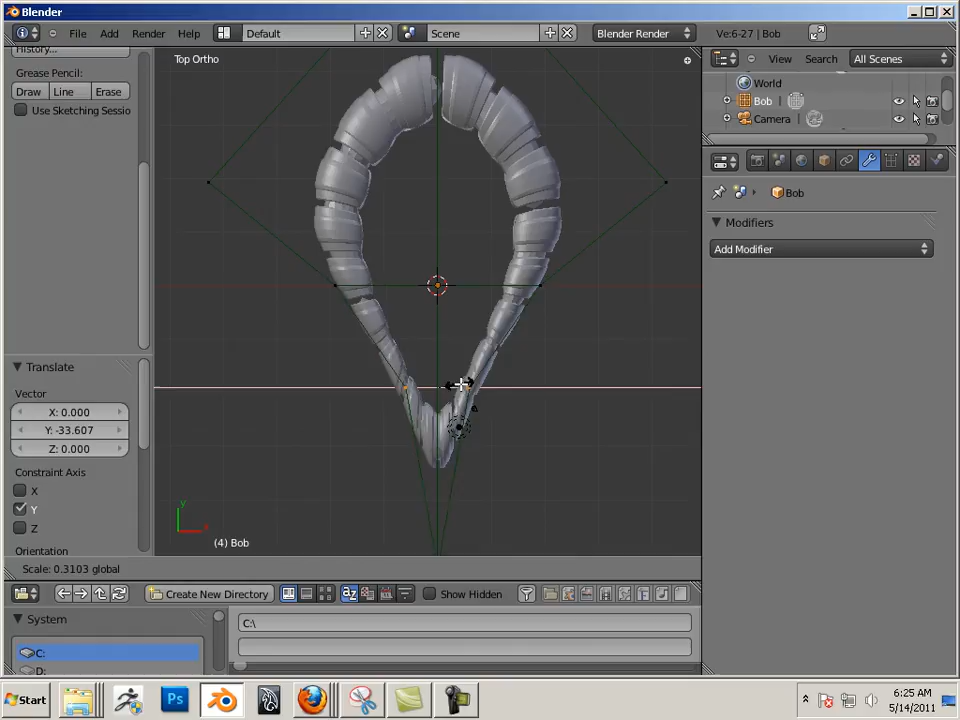 Blender
File Add Render Help Default Scene Blender Render Ve:6-27 | Bob
History...
Grease Pencil:
Draw Line Erase
Use Sketching Sessio
Top Ortho
View Search All Scenes
World
Bob
Camera
Bob
Modifiers
Add Modifier
Translate
Vector
X: 0.000
Y: -33.607
Z: 0.000
Constraint Axis
X
Y
Z
Orientation
y
x
(4) Bob
Scale: 0.3103 global
Create New Directory Show Hidden
System
C:\
C:
D:
Start Ps 6:25 AM
5/14/2011